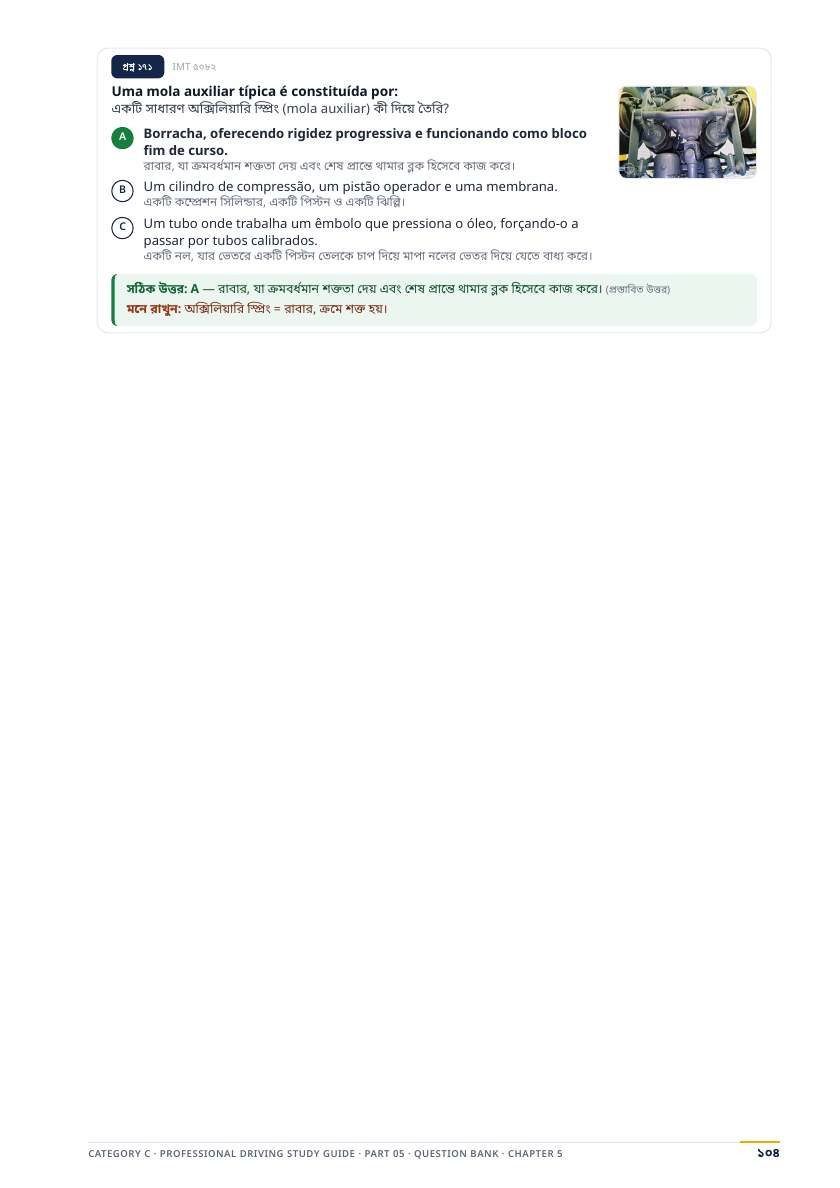 প্রশ্ন ১৭১ IMT ৫০৮২
Uma mola auxiliar típica é constituída por:
একটি সাধারণ অক্সিলিয়ারি স্প্রিং (mola auxiliar) কী দিয়ে তৈরি?
A Borracha, oferecendo rigidez progressiva e funcionando como bloco
fim de curso.
রাবার, যা ক্রমবর্ধমান শক্ততা দেয় এবং শেষ প্রান্তে থামার ব্লক হিসেবে কাজ করে।
B Um cilindro de compressão, um pistão operador e uma membrana.
একটি কম্প্রেশন সিলিন্ডার, একটি পিস্টন ও একটি ঝিল্লি।
C Um tubo onde trabalha um êmbolo que pressiona o óleo, forçando-o a
passar por tubos calibrados.
একটি নল, যার ভেতরে একটি পিস্টন তেলকে চাপ দিয়ে মাপা নলের ভেতর দিয়ে যেতে বাধ্য করে।
সঠিক উত্তর: A — রাবার, যা ক্রমবর্ধমান শক্ততা দেয় এবং শেষ প্রান্তে থামার ব্লক হিসেবে কাজ করে। (প্রস্তাবিত উত্তর)
মনে রাখুন: অক্সিলিয়ারি স্প্রিং = রাবার, ক্রমে শক্ত হয়।
CATEGORY C · PROFESSIONAL DRIVING STUDY GUIDE · PART 05 · QUESTION BANK · CHAPTER 5 ১০৪